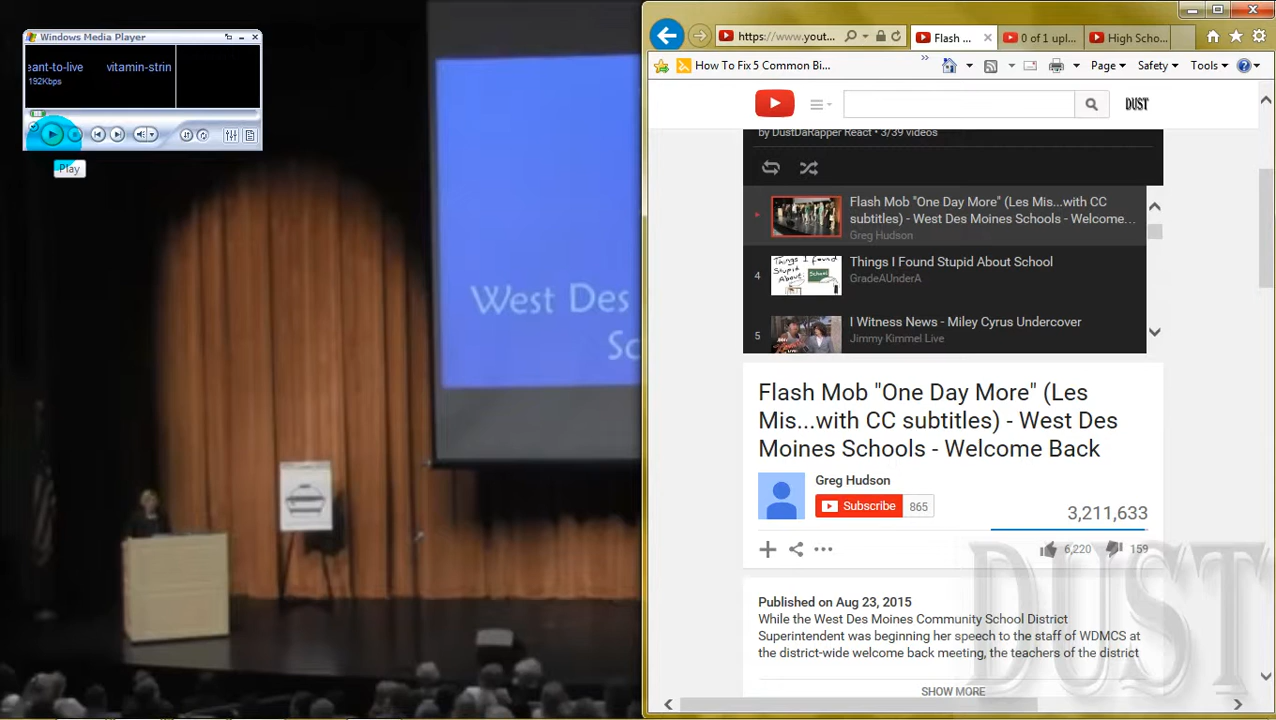 Windows Media Player
eant-to-live vitamin-strin
192Kbps
Play
West Des
Sc
https://www.yout...
Flash ...
0 of 1 upl...
High Scho...
How To Fix 5 Common Bi...
»
Page
Safety
Tools
DUST
by DustDaRapper React • 3/39 videos
Flash Mob "One Day More" (Les Mis...with CC
subtitles) - West Des Moines Schools - Welcome...
Greg Hudson
4
Things I Found Stupid About School
GradeAUnderA
5
I Witness News - Miley Cyrus Undercover
Jimmy Kimmel Live
Flash Mob "One Day More" (Les
Mis...with CC subtitles) - West Des
Moines Schools - Welcome Back
Greg Hudson
Subscribe 865
3,211,633
6,220 159
Published on Aug 23, 2015
While the West Des Moines Community School District
Superintendent was beginning her speech to the staff of WDMCS at
the district-wide welcome back meeting, the teachers of the district
SHOW MORE
DUST